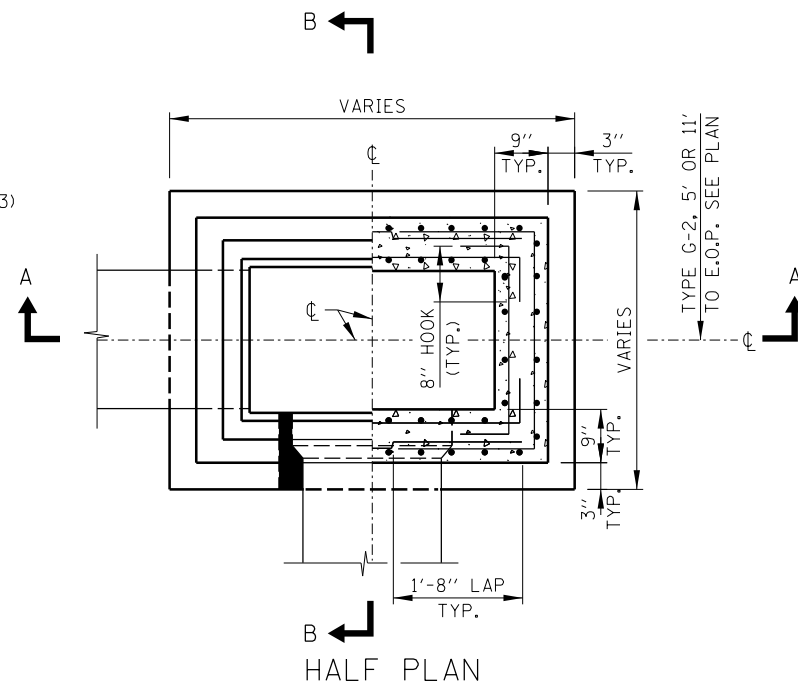 B
VARIES
℄
9"
TYP.
3"
TYP.
TYPE G-2, 5' OR 11'
TO E.O.P. SEE PLAN
3)
A
A
℄
8" HOOK
(TYP.)
VARIES
℄
9"
TYP.
3"
TYP.
1'-8" LAP
TYP.
B
HALF PLAN